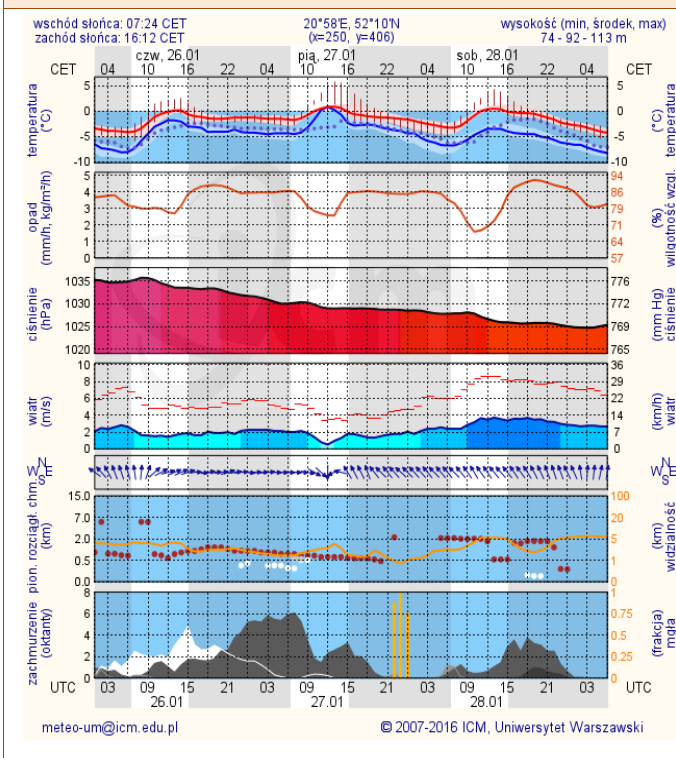 wschód słońca: 07:24 CET 20°58'E, 52°10'N wysokość (min, środek, max)
zachód słońca: 16:12 CET (x=250, y=406) 74 - 92 - 113 m
czw, 26.01 pią, 27.01 sob, 28.01
CET 04 10 16 22 04 10 16 22 04 10 16 22 04 CET
temperatura (°C) 5 0 -5 -10 5 0 -5 -10 temperatura (°C)
opad (mm/h, kg/m²/h) 5 4 3 2 1 0 94 86 79 71 64 57 (%) wilgotność wzgl.
ciśnienie (hPa) 1035 1030 1025 1020 776 772 769 765 (mm Hg) ciśnienie
wiatr (m/s) 10 8 6 4 2 0 36 29 22 14 7 0 (km/h) wiatr
N W E S N W E S
pion. rozciągł. chm. (km) 15.0 7.0 2.0 0.5 0.0 100 20 5 1 0 (km) widzialność
zachmurzenie (oktanty) 8 6 4 2 0 1 0.75 0.5 0.25 0 (frakcja) mgła
UTC 03 09 15 21 03 09 15 21 03 09 15 21 03 UTC
26.01 27.01 28.01
meteo-um@icm.edu.pl © 2007-2016 ICM, Uniwersytet Warszawski